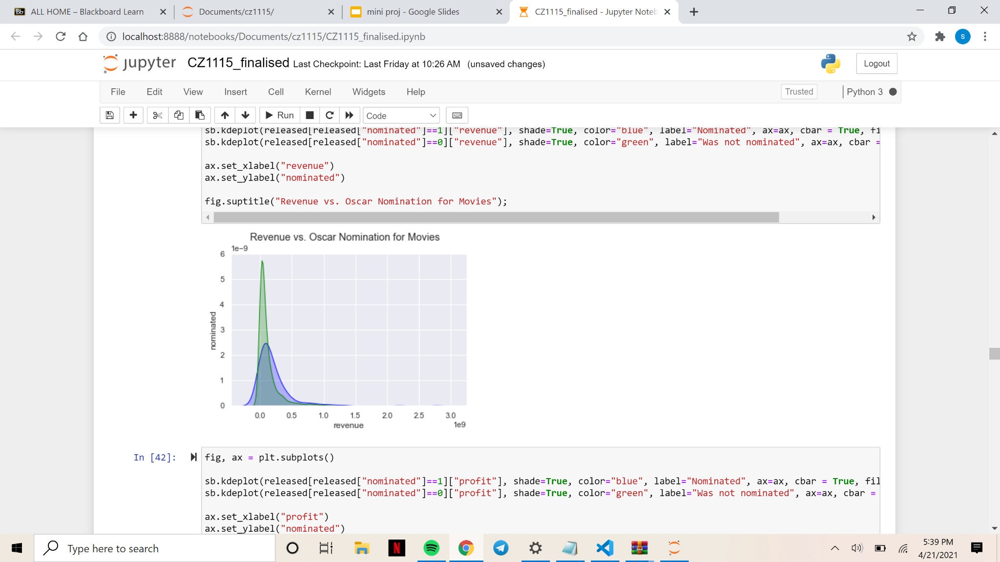 ALL HOME – Blackboard Learn
Documents/cz1115/
mini proj - Google Slides
CZ1115_finalised - Jupyter Noteb
localhost:8888/notebooks/Documents/cz1115/CZ1115_finalised.ipynb
s
jupyter CZ1115_finalised Last Checkpoint: Last Friday at 10:26 AM (unsaved changes)
Logout
File Edit View Insert Cell Kernel Widgets Help
Trusted
Python 3
Run
Code
sb.kdeplot(released[released["nominated"]==1]["revenue"], shade=True, color="blue", label="Nominated", ax=ax, cbar = True, fi
sb.kdeplot(released[released["nominated"]==0]["revenue"], shade=True, color="green", label="Was not nominated", ax=ax, cbar =
ax.set_xlabel("revenue")
ax.set_ylabel("nominated")
fig.suptitle("Revenue vs. Oscar Nomination for Movies");
Revenue vs. Oscar Nomination for Movies
1e−9
6
5
4
3
2
1
0
nominated
0.0 0.5 1.0 1.5 2.0 2.5 3.0
revenue
1e9
In [42]:
fig, ax = plt.subplots()
sb.kdeplot(released[released["nominated"]==1]["profit"], shade=True, color="blue", label="Nominated", ax=ax, cbar = True, fil
sb.kdeplot(released[released["nominated"]==0]["profit"], shade=True, color="green", label="Was not nominated", ax=ax, cbar =
ax.set_xlabel("profit")
ax.set_ylabel("nominated")
Type here to search
5:39 PM
4/21/2021